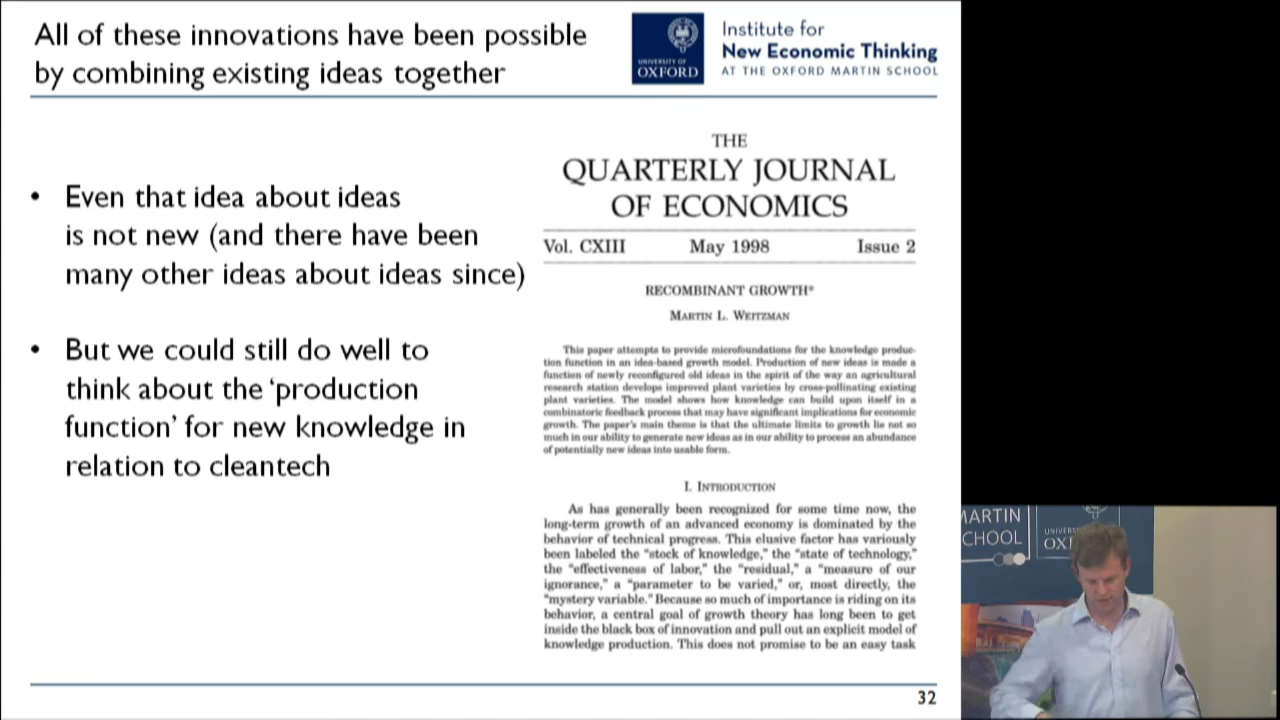 All of these innovations have been possible
by combining existing ideas together
UNIVERSITY OF
OXFORD
Institute for
New Economic Thinking
AT THE OXFORD MARTIN SCHOOL
• Even that idea about ideas
is not new (and there have been
many other ideas about ideas since)
• But we could still do well to
think about the ‘production
function’ for new knowledge in
relation to cleantech
THE
QUARTERLY JOURNAL
OF ECONOMICS
Vol. CXIII May 1998 Issue 2
RECOMBINANT GROWTH*
MARTIN L. WEITZMAN
This paper attempts to provide microfoundations for the knowledge produc-
tion function in an idea-based growth model. Production of new ideas is made a
function of newly reconfigured old ideas in the spirit of the way an agricultural
research station develops improved plant varieties by cross-pollinating existing
plant varieties. The model shows how knowledge can build upon itself in a
combinatoric feedback process that may have significant implications for economic
growth. The paper's main theme is that the ultimate limits to growth lie not so
much in our ability to generate new ideas as in our ability to process an abundance
of potentially new ideas into usable form.
I. INTRODUCTION
As has generally been recognized for some time now, the
long-term growth of an advanced economy is dominated by the
behavior of technical progress. This elusive factor has variously
been labeled the “stock of knowledge,” the “state of technology,”
the “effectiveness of labor,” the “residual,” a “measure of our
ignorance,” a “parameter to be varied,” or, most directly, the
“mystery variable.” Because so much of importance is riding on its
behavior, a central goal of growth theory has long been to get
inside the black box of innovation and pull out an explicit model of
knowledge production. This does not promise to be an easy task
32
MARTIN
CHOOL
UNIVERS
OX